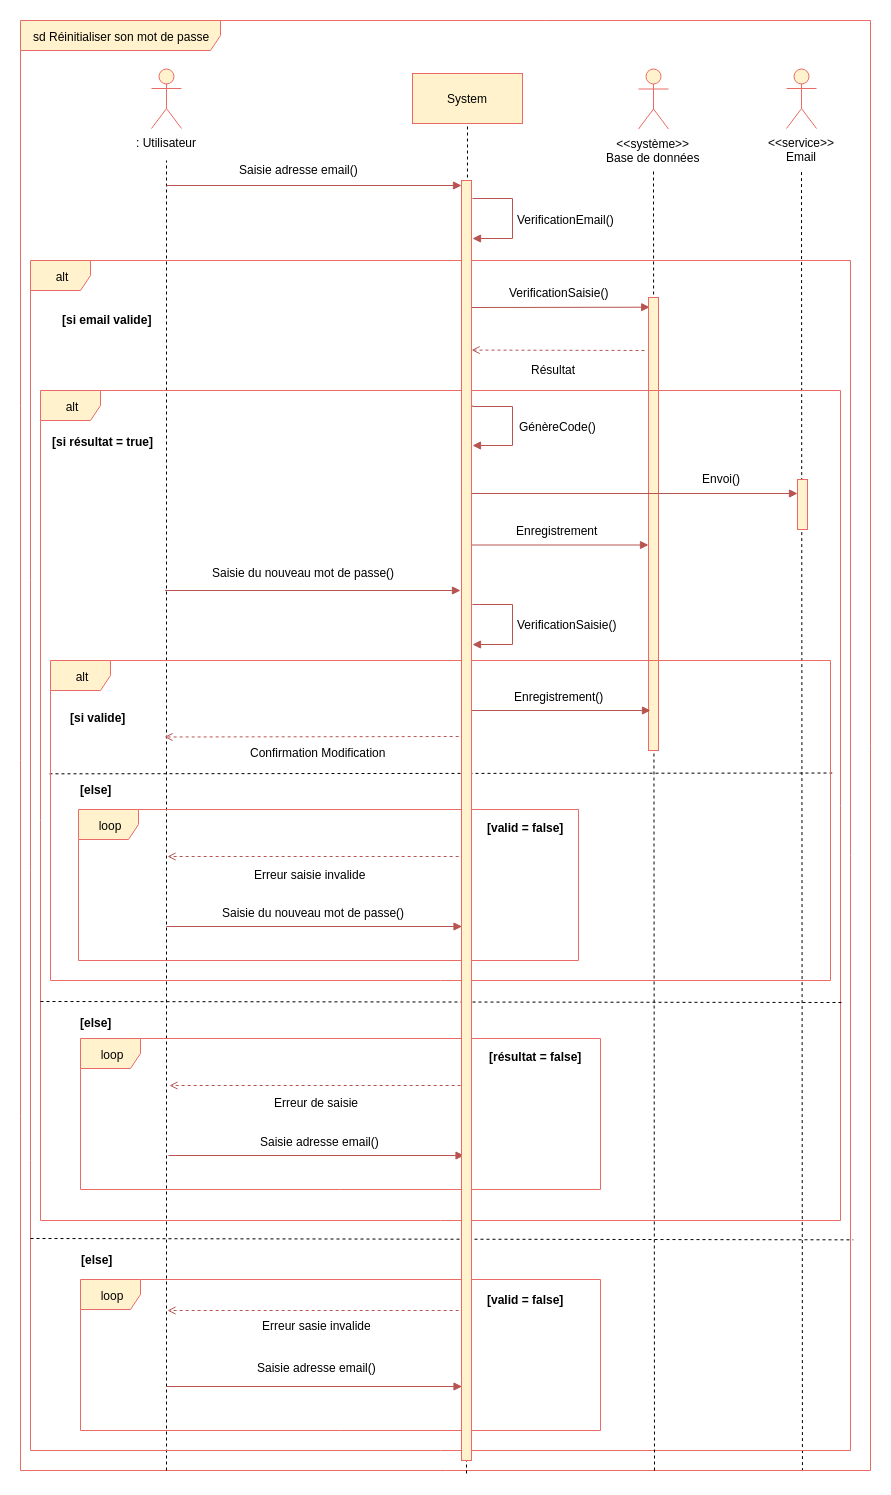 sd Réinitialiser son mot de passe
System
: Utilisateur
<<système>>
Base de données
<<service>>
Email
Saisie adresse email()
VerificationEmail()
alt
VerificationSaisie()
[si email valide]
Résultat
alt
GénèreCode()
[si résultat = true]
Envoi()
Enregistrement
Saisie du nouveau mot de passe()
VerificationSaisie()
alt
Enregistrement()
[si valide]
Confirmation Modification
[else]
loop
[valid = false]
Erreur saisie invalide
Saisie du nouveau mot de passe()
[else]
loop
[résultat = false]
Erreur de saisie
Saisie adresse email()
[else]
loop
[valid = false]
Erreur sasie invalide
Saisie adresse email()